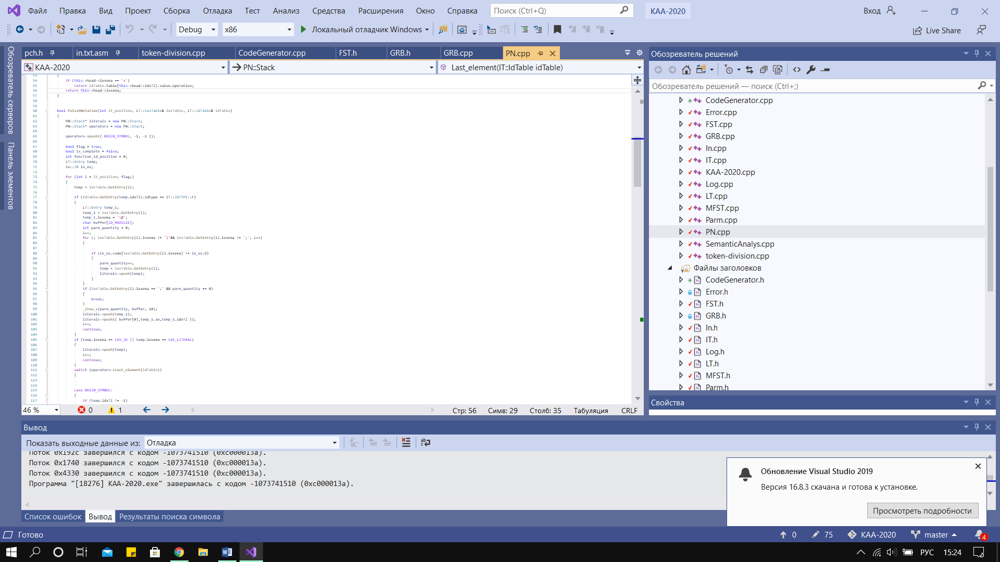 Файл Правка Вид Проект Сборка Отладка Тест Анализ Средства Расширения Окно Справка Поиск (Ctrl+Q) KAA-2020 Вход
Debug x86 Локальный отладчик Windows Live Share
Обозреватель серверов
Панель элементов
pch.h in.txt.asm token-division.cpp CodeGenerator.cpp FST.h GRB.h GRB.cpp PN.cpp
KAA-2020 PN::Stack Last_element(IT::IdTable idTable)
53 {
54 if (this->head->lexema == 'v')
55 return idTable.table[this->head->idxTI].value.operation;
56 return this->head->lexema;
57 }
58
59
60 bool PolishNotation(int lt_position, LT::LexTable& lexTable, IT::IdTable& idTable)
61 {
62 PN::Stack* literals = new PN::Stack;
63 PN::Stack* operators = new PN::Stack;
64
65 operators->push({ BEGIN_SYMBOL, -1, -1 });
66
67 bool flag = true;
68 bool is_complete = false;
69 int function_id_position = 0;
70 LT::Entry temp;
71 In::IN in_ex;
72
73 for (int i = lt_position; flag;)
74 {
75 temp = lexTable.GetEntry(i);
76
77 if (idTable.GetEntry(temp.idxTI).idtype == IT::IDTYPE::F)
78 {
79 LT::Entry temp_1;
80 temp_1 = lexTable.GetEntry(i);
81 temp_1.lexema = '\@';
82 char buffer[ID_MAXSIZE];
83 int parm_quantity = 0;
84 i++;
85 for (; lexTable.GetEntry(i).lexema != ')'&& lexTable.GetEntry(i).lexema != ';'; i++)
86 {
87
88 if (in_ex.code[lexTable.GetEntry(i).lexema] != in_ex.D)
89 {
90 parm_quantity++;
91 temp = lexTable.GetEntry(i);
92 literals->push(temp);
93 }
94 }
95 if (lexTable.GetEntry(i).lexema == ';' && parm_quantity == 0)
96 {
97 break;
98 }
99 _itoa_s(parm_quantity, buffer, 10);
100 literals->push(temp_1);
101 literals->push({ buffer[0],temp_1.sn,temp_1.idxTI });
102 i++;
103 continue;
104 }
105 if (temp.lexema == LEX_ID || temp.lexema == LEX_LITERAL)
106 {
107 literals->push(temp);
108 i++;
109 continue;
110 }
111 switch (operators->Last_element(idTable))
112 {
113
114
115 case BEGIN_SYMBOL:
116 {
117 if (temp.idxTI != -1)
46 % 0 1 Стр: 56 Симв: 29 Столб: 35 Табуляция CRLF
Обозреватель решений
Обозреватель решений — поиск (Ctrl+;)
CodeGenerator.cpp
Error.cpp
FST.cpp
GRB.cpp
In.cpp
IT.cpp
KAA-2020.cpp
Log.cpp
LT.cpp
MFST.cpp
Parm.cpp
PN.cpp
SemanticAnalys.cpp
token-division.cpp
Файлы заголовков
CodeGenerator.h
Error.h
FST.h
GRB.h
In.h
IT.h
Log.h
LT.h
MFST.h
Parm.h
Свойства
Вывод
Показать выходные данные из: Отладка
Поток 0x192c завершился с кодом -1073741510 (0xc000013a).
Поток 0x1740 завершился с кодом -1073741510 (0xc000013a).
Поток 0x4330 завершился с кодом -1073741510 (0xc000013a).
Программа "[18276] KAA-2020.exe" завершилась с кодом -1073741510 (0xc000013a).
Обновление Visual Studio 2019
Версия 16.8.3 скачана и готова к установке.
Просмотреть подробности
Список ошибок Вывод Результаты поиска символа
Готово 0 75 KAA-2020 master 4
РУС 15:24